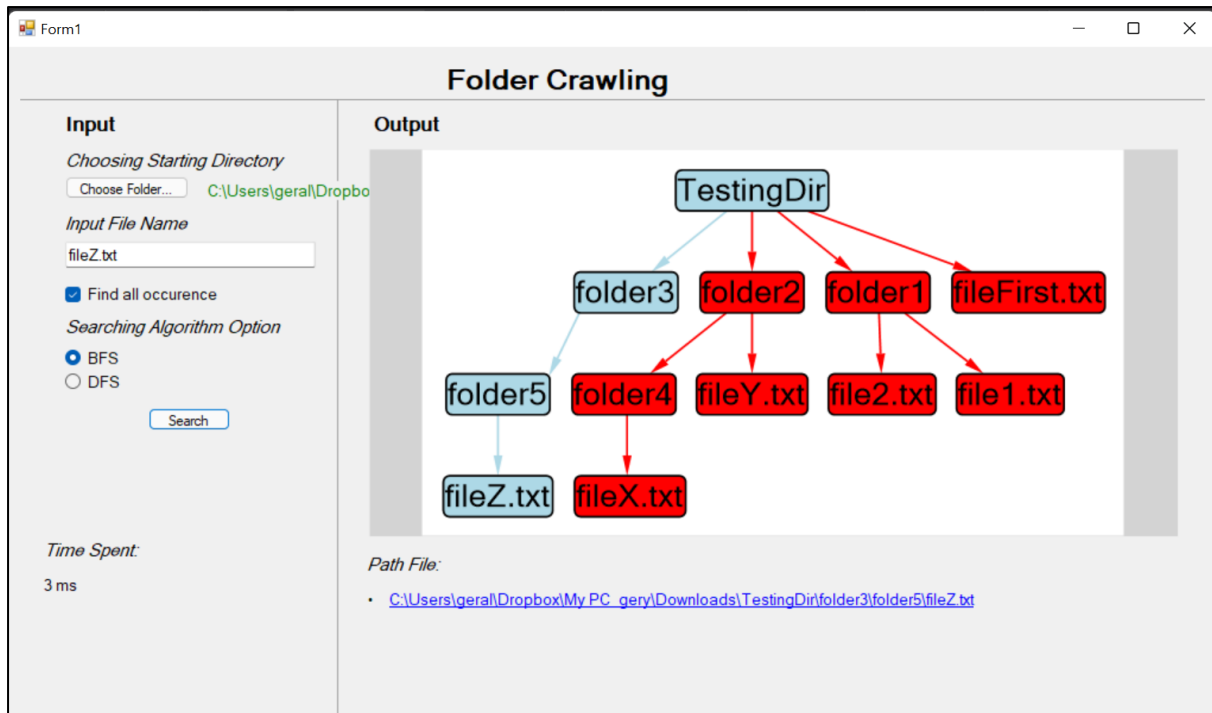 Form1
Folder Crawling
Input
Choosing Starting Directory
Choose Folder... C:\Users\geral\Dropbo
Input File Name
fileZ.txt
Find all occurence
Searching Algorithm Option
BFS
DFS
Search
Time Spent:
3 ms
Output
TestingDir
folder3 folder2 folder1 fileFirst.txt
folder5 folder4 fileY.txt file2.txt file1.txt
fileZ.txt fileX.txt
Path File:
• C:\Users\geral\Dropbox\My PC_gery\Downloads\TestingDir\folder3\folder5\fileZ.txt